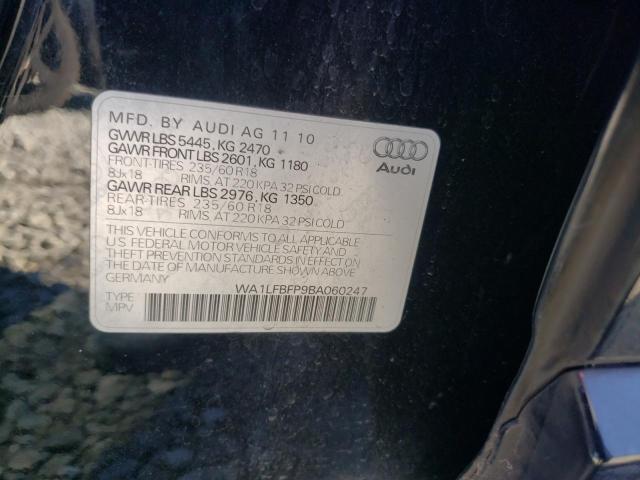 MFD. BY AUDI AG 11 10
GVWR LBS 5445, KG 2470
GAWR FRONT LBS 2601, KG 1180
FRONT-TIRES 235/60 R18
8Jx18 RIMS, AT 220 KPA 32 PSI COLD
GAWR REAR LBS 2976, KG 1350
REAR-TIRES 235/60 R18
8Jx18 RIMS, AT 220 KPA 32 PSI COLD
Audi
THIS VEHICLE CONFORMS TO ALL APPLICABLE
U.S. FEDERAL MOTOR VEHICLE SAFETY AND
THEFT PREVENTION STANDARDS IN EFFECT ON
THE DATE OF MANUFACTURE SHOWN ABOVE
GERMANY
WA1LFBFP9BA060247
TYPE
MPV